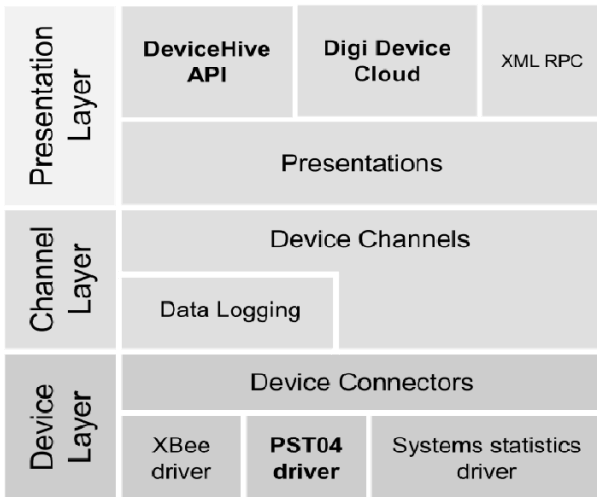 Presentation
Layer
DeviceHive
API
Digi Device
Cloud
XML RPC
Presentations
Channel
Layer
Device Channels
Data Logging
Device
Layer
Device Connectors
XBee
driver
PST04
driver
Systems statistics
driver